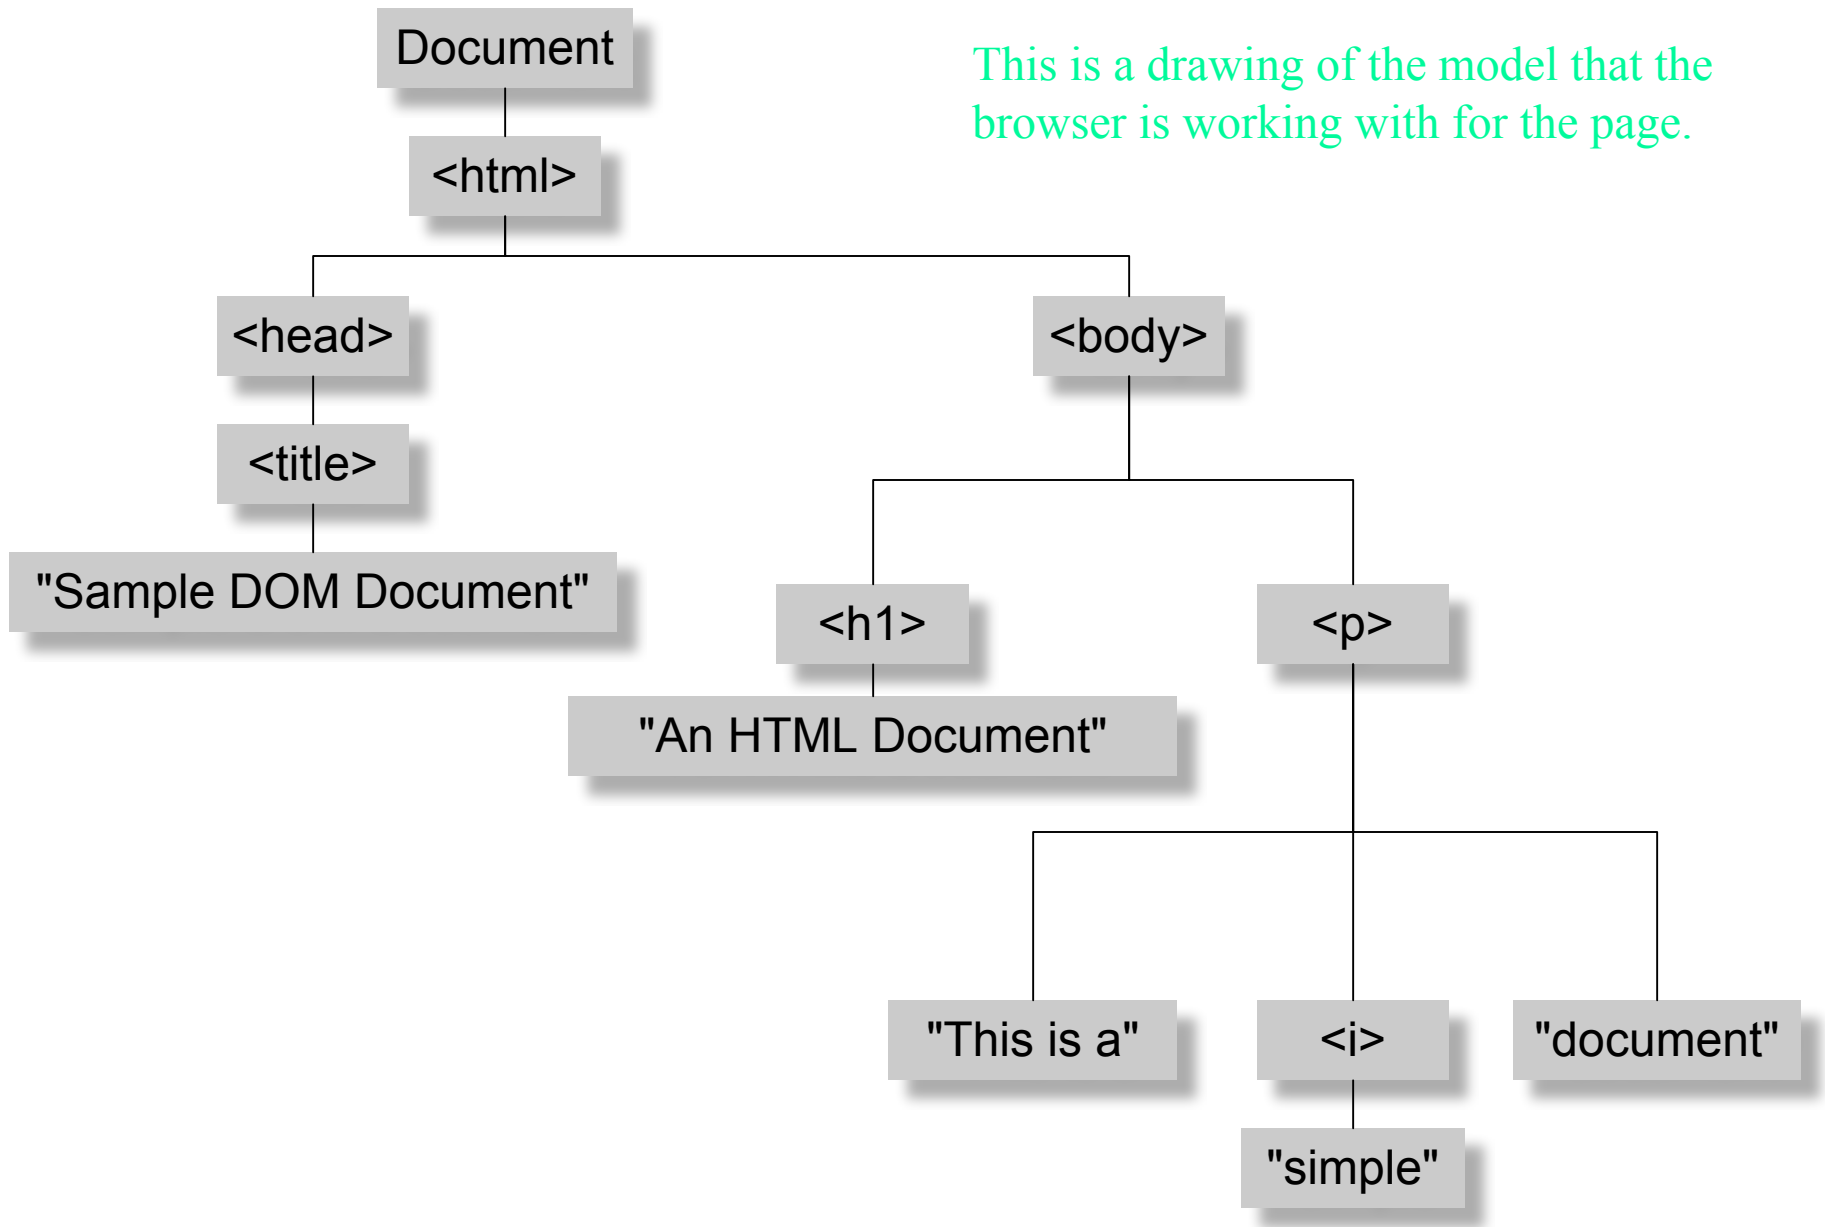 Document
This is a drawing of the model that the
browser is working with for the page.
<html>
<head>
<body>
<title>
"Sample DOM Document"
<h1>
<p>
"An HTML Document"
"This is a"
<i>
"document"
"simple"